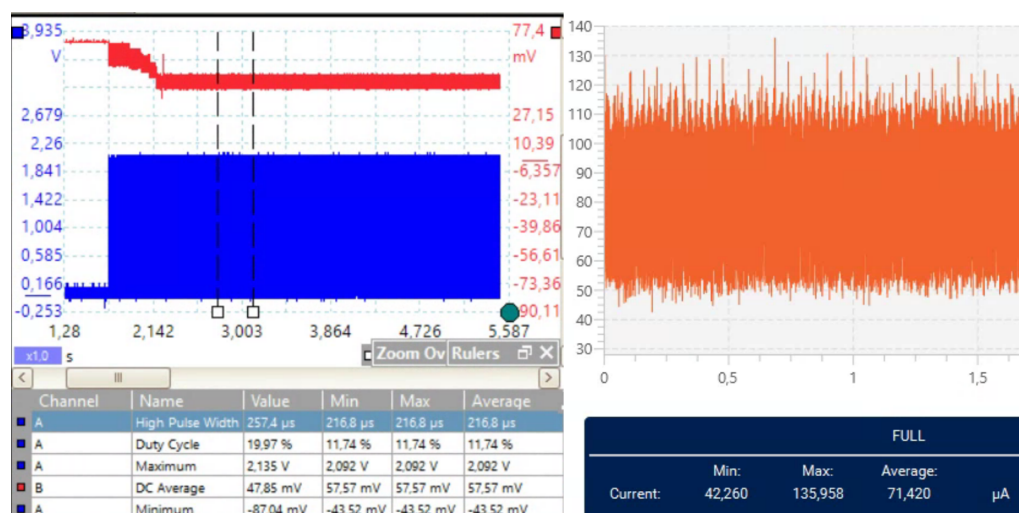 8,935
V
2,679
2,26
1,841
1,422
1,004
0,585
0,166
-0,253
77,4
mV
27,15
10,39
-6,357
-23,11
-39,86
-56,61
-73,36
90,11
1,28 2,142 3,003 3,864 4,726 5,587
x1,0 s
Zoom Ov Rulers
Channel Name Value Min Max Average
A High Pulse Width 257,4 µs 216,8 µs 216,8 µs 216,8 µs
A Duty Cycle 19,97 % 11,74 % 11,74 % 11,74 %
A Maximum 2,135 V 2,092 V 2,092 V 2,092 V
B DC Average 47,85 mV 57,57 mV 57,57 mV 57,57 mV
A Minimum -87,04 mV -43,52 mV -43,52 mV -43,52 mV
140
130
120
110
100
90
80
70
60
50
40
30
0 0,5 1 1,5
FULL
Min: Max: Average:
Current: 42,260 135,958 71,420 µA